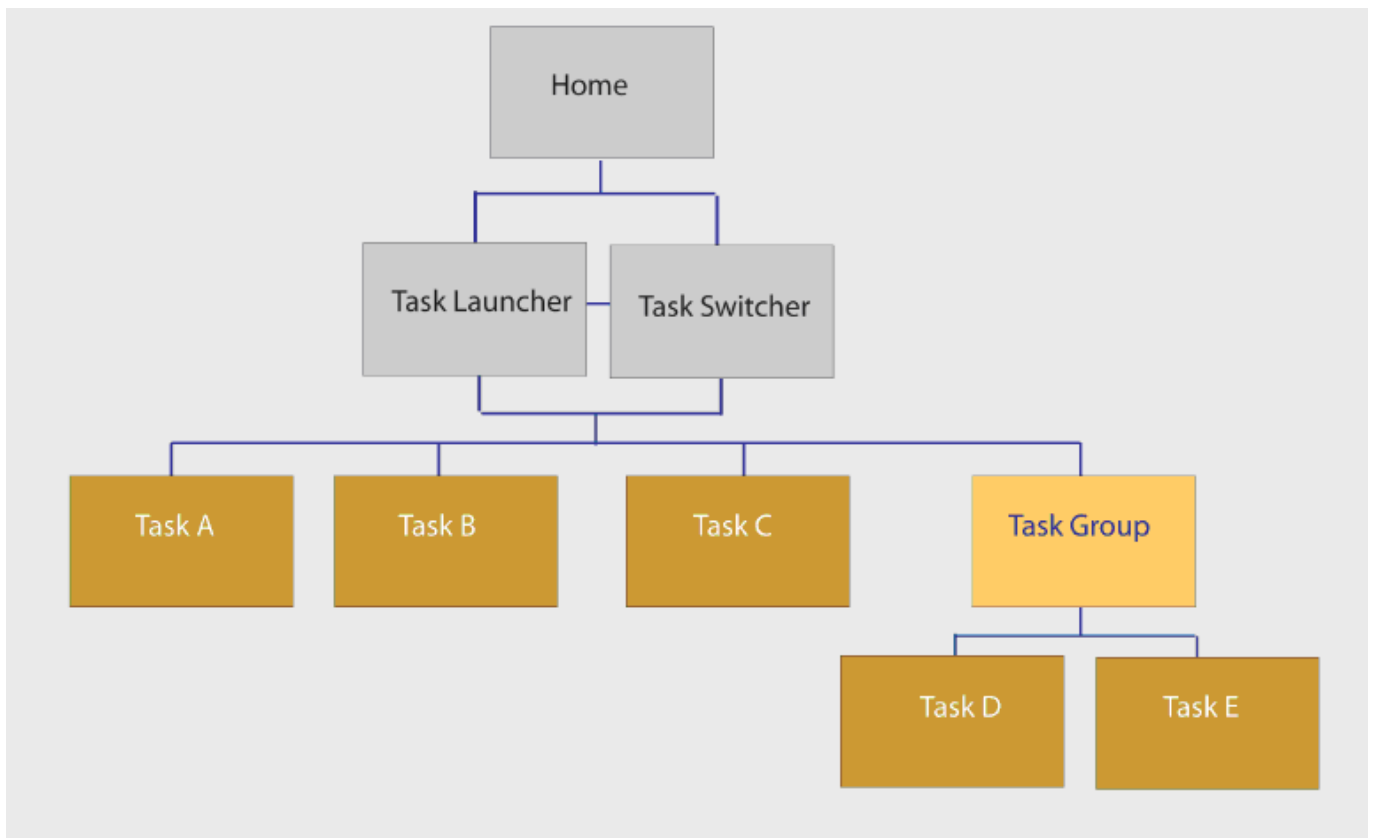 Home
Task Launcher
Task Switcher
Task A
Task B
Task C
Task Group
Task D
Task E